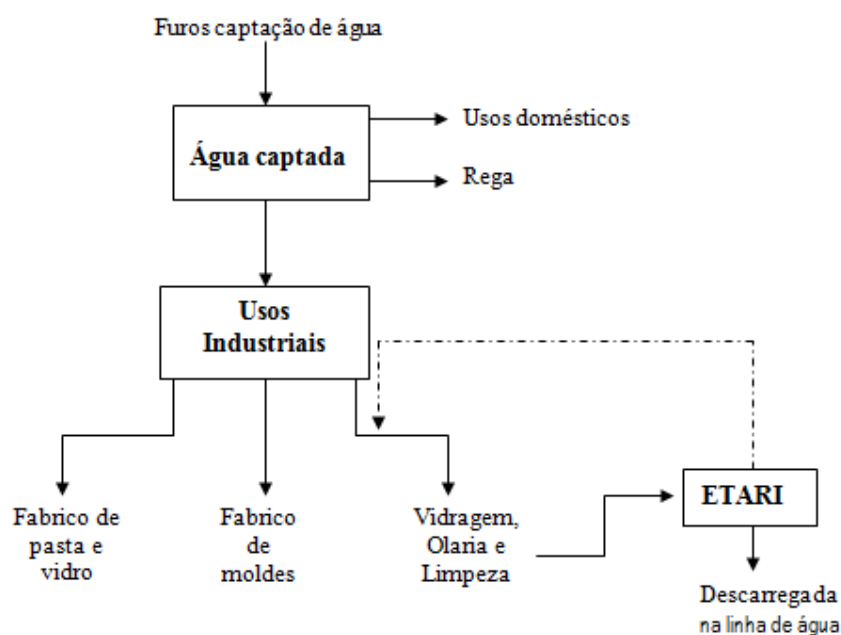 Furos captação de água
Água captada
Usos domésticos
Rega
Usos
Industriais
Fabrico de
pasta e
vidro
Fabrico
de
moldes
Vidragem,
Olaria e
Limpeza
ETARI
Descarregada
na linha de água